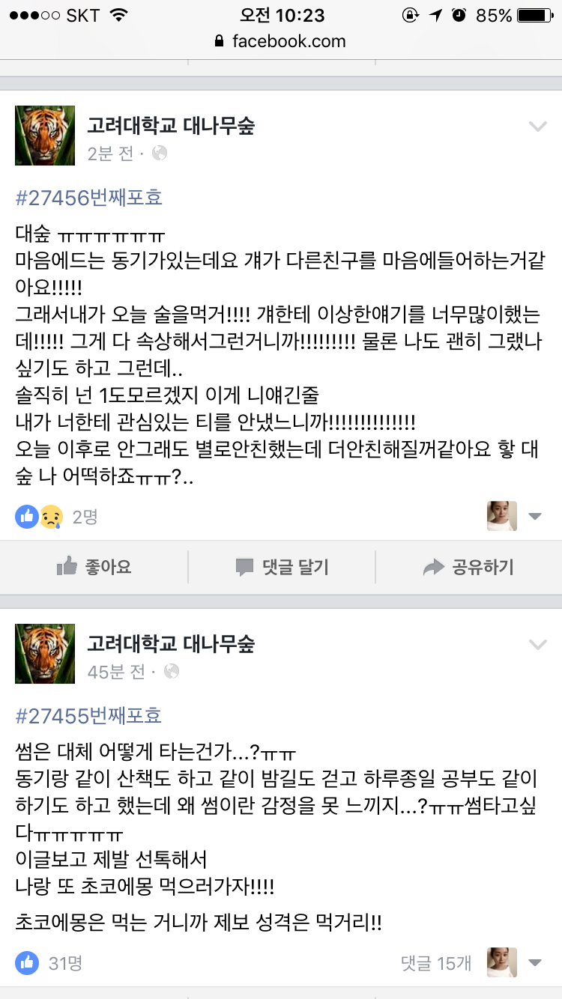 SKT 오전 10:23 85%
facebook.com
고려대학교 대나무숲
2분 전 ·
#27456번째포효
대숲 ㅠㅠㅠㅠㅠㅠ
마음에드는 동기가있는데요 걔가 다른친구를 마음에들어하는거같
아요!!!!!
그래서내가 오늘 술을먹거!!!! 걔한테 이상한얘기를 너무많이했는
데!!!!! 그게 다 속상해서그런거니까!!!!!!!!! 물론 나도 괜히 그랬나
싶기도 하고 그런데..
솔직히 넌 1도모르겠지 이게 니얘긴줄
내가 너한테 관심있는 티를 안냈느니까!!!!!!!!!!!!!!
오늘 이후로 안그래도 별로안친했는데 더안친해질꺼같아요 핳 대
숲 나 어떡하죠ㅠㅠ?..
2명
좋아요 댓글 달기 공유하기
고려대학교 대나무숲
45분 전 ·
#27455번째포효
썸은 대체 어떻게 타는건가...?ㅠㅠ
동기랑 같이 산책도 하고 같이 밤길도 걷고 하루종일 공부도 같이
하기도 하고 했는데 왜 썸이란 감정을 못 느끼지...?ㅠㅠ썸타고싶
다ㅠㅠㅠㅠㅠ
이글보고 제발 선톡해서
나랑 또 초코에몽 먹으러가자!!!!
초코에몽은 먹는 거니까 제보 성격은 먹거리!!
31명 댓글 15개